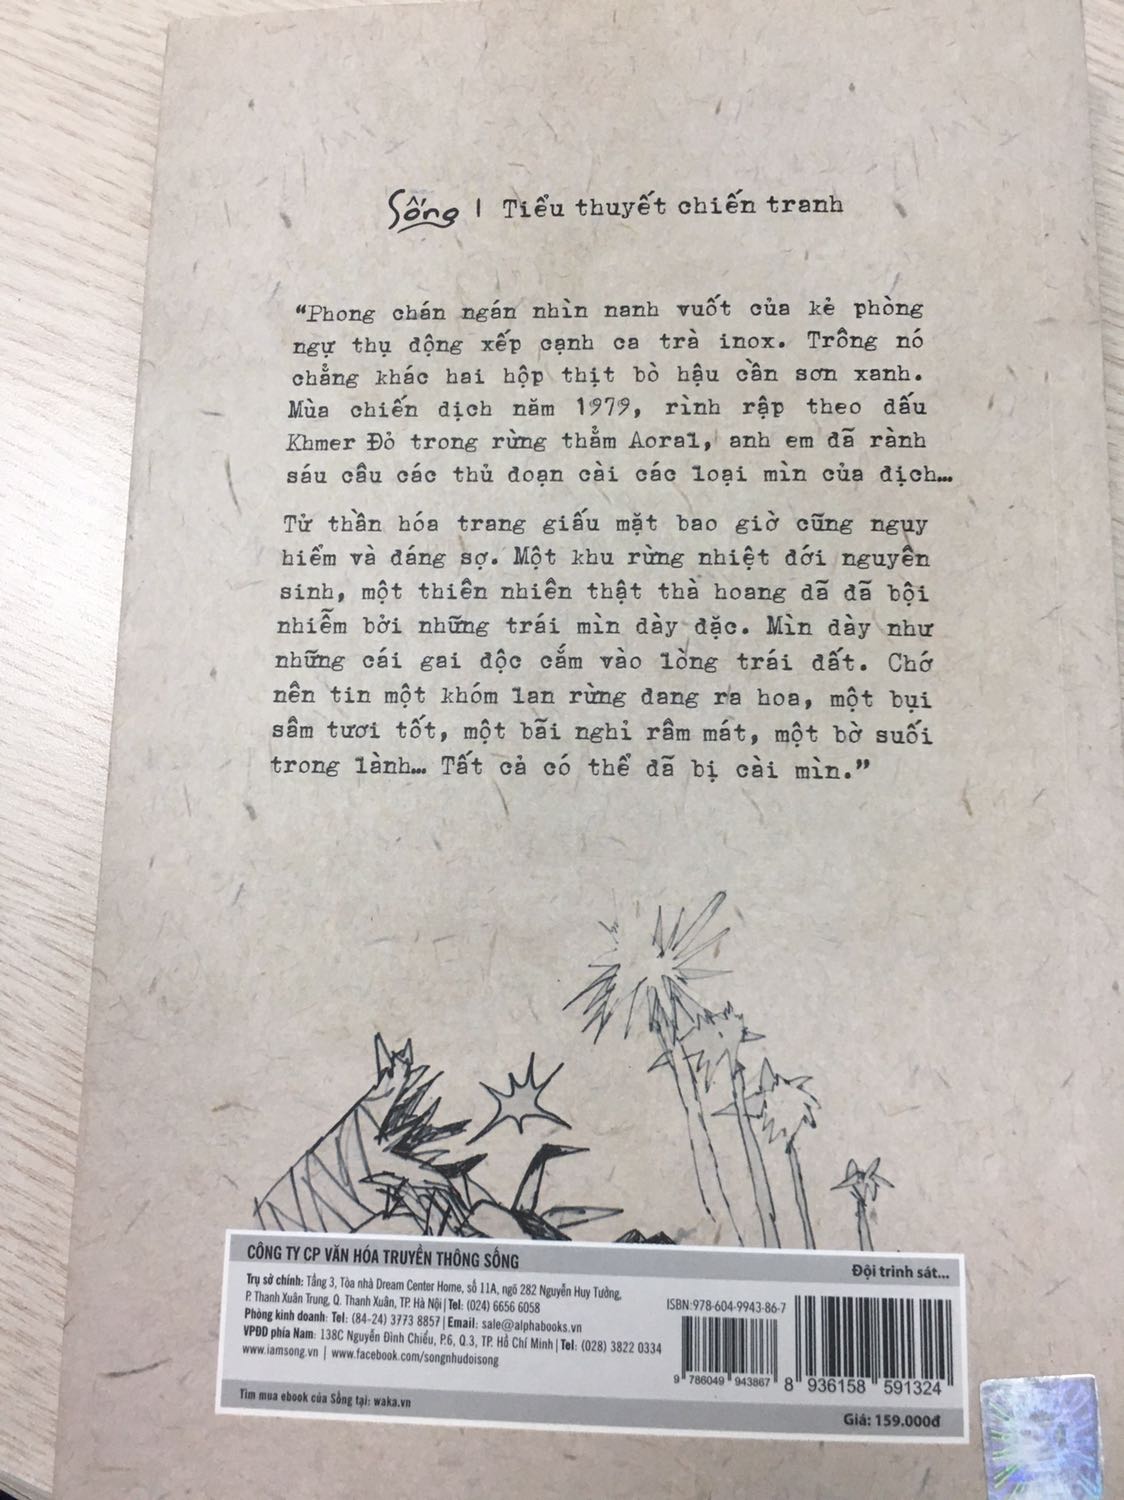 Sống | Tiểu thuyết chiến tranh
“Phong chán ngán nhìn nanh vuốt của kẻ phòng
ngự thụ động xếp cạnh ca trà inox. Trông nó
chẳng khác hai hộp thịt bò hậu cần sơn xanh.
Mùa chiến dịch năm 1979, rình rập theo dấu
Khmer Đỏ trong rừng thẳm Aoral, anh em đã rành
sáu câu các thủ đoạn cài các loại mìn của địch…
Tử thần hóa trang giấu mặt bao giờ cũng nguy
hiểm và đáng sợ. Một khu rừng nhiệt đới nguyên
sinh, một thiên nhiên thật thà hoang dã đã bội
nhiễm bởi những trái mìn dày đặc. Mìn dày như
những cái gai độc cắm vào lòng trái đất. Chớ
nên tin một khóm lan rừng đang ra hoa, một bụi
sâm tươi tốt, một bãi nghỉ râm mát, một bờ suối
trong lành… Tất cả có thể đã bị cài mìn.”
CÔNG TY CP VĂN HÓA TRUYỀN THÔNG SỐNG
Đội trinh sát...
Trụ sở chính: Tầng 3, Tòa nhà Dream Center Home, số 11A, ngõ 282 Nguyễn Huy Tưởng,
P. Thanh Xuân Trung, Q. Thanh Xuân, TP. Hà Nội | Tel: (024) 6656 6058
Phòng kinh doanh: Tel: (84-24) 3773 8857 | Email: sale@alphabooks.vn
VPĐD phía Nam: 138C Nguyễn Đình Chiểu, P.6, Q.3, TP. Hồ Chí Minh | Tel: (028) 3822 0334
www.iamsong.vn | www.facebook.com/songnhudoisong
ISBN: 978-604-9943-86-7
9 786049 943867
8 936158 591324
Tìm mua ebook của Sống tại: waka.vn
Giá: 159.000đ